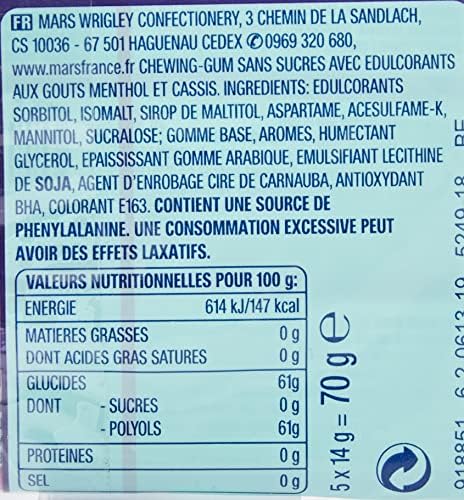 FR MARS WRIGLEY CONFECTIONERY, 3 CHEMIN DE LA SANDLACH,
CS 10036 - 67 501 HAGUENAU CEDEX ✆0969 320 680,
www.marsfrance.fr CHEWING-GUM SANS SUCRES AVEC EDULCORANTS
AUX GOUTS MENTHOL ET CASSIS. INGREDIENTS: EDULCORANTS
SORBITOL, ISOMALT, SIROP DE MALTITOL, ASPARTAME, ACESULFAME-K,
MANNITOL, SUCRALOSE; GOMME BASE, AROMES, HUMECTANT
GLYCEROL, EPAISSISSANT GOMME ARABIQUE, EMULSIFIANT LECITHINE
DE SOJA, AGENT D'ENROBAGE CIRE DE CARNAUBA, ANTIOXYDANT
BHA, COLORANT E163. CONTIENT UNE SOURCE DE
PHENYLALANINE. UNE CONSOMMATION EXCESSIVE PEUT
AVOIR DES EFFETS LAXATIFS.
VALEURS NUTRITIONNELLES POUR 100 g:
ENERGIE 614 kJ/147 kcal
MATIERES GRASSES 0 g
DONT ACIDES GRAS SATURES 0 g
GLUCIDES 61g
DONT - SUCRES 0 g
- POLYOLS 61g
PROTEINES 0 g
SEL 0 g
5 x 14 g = 70 g e